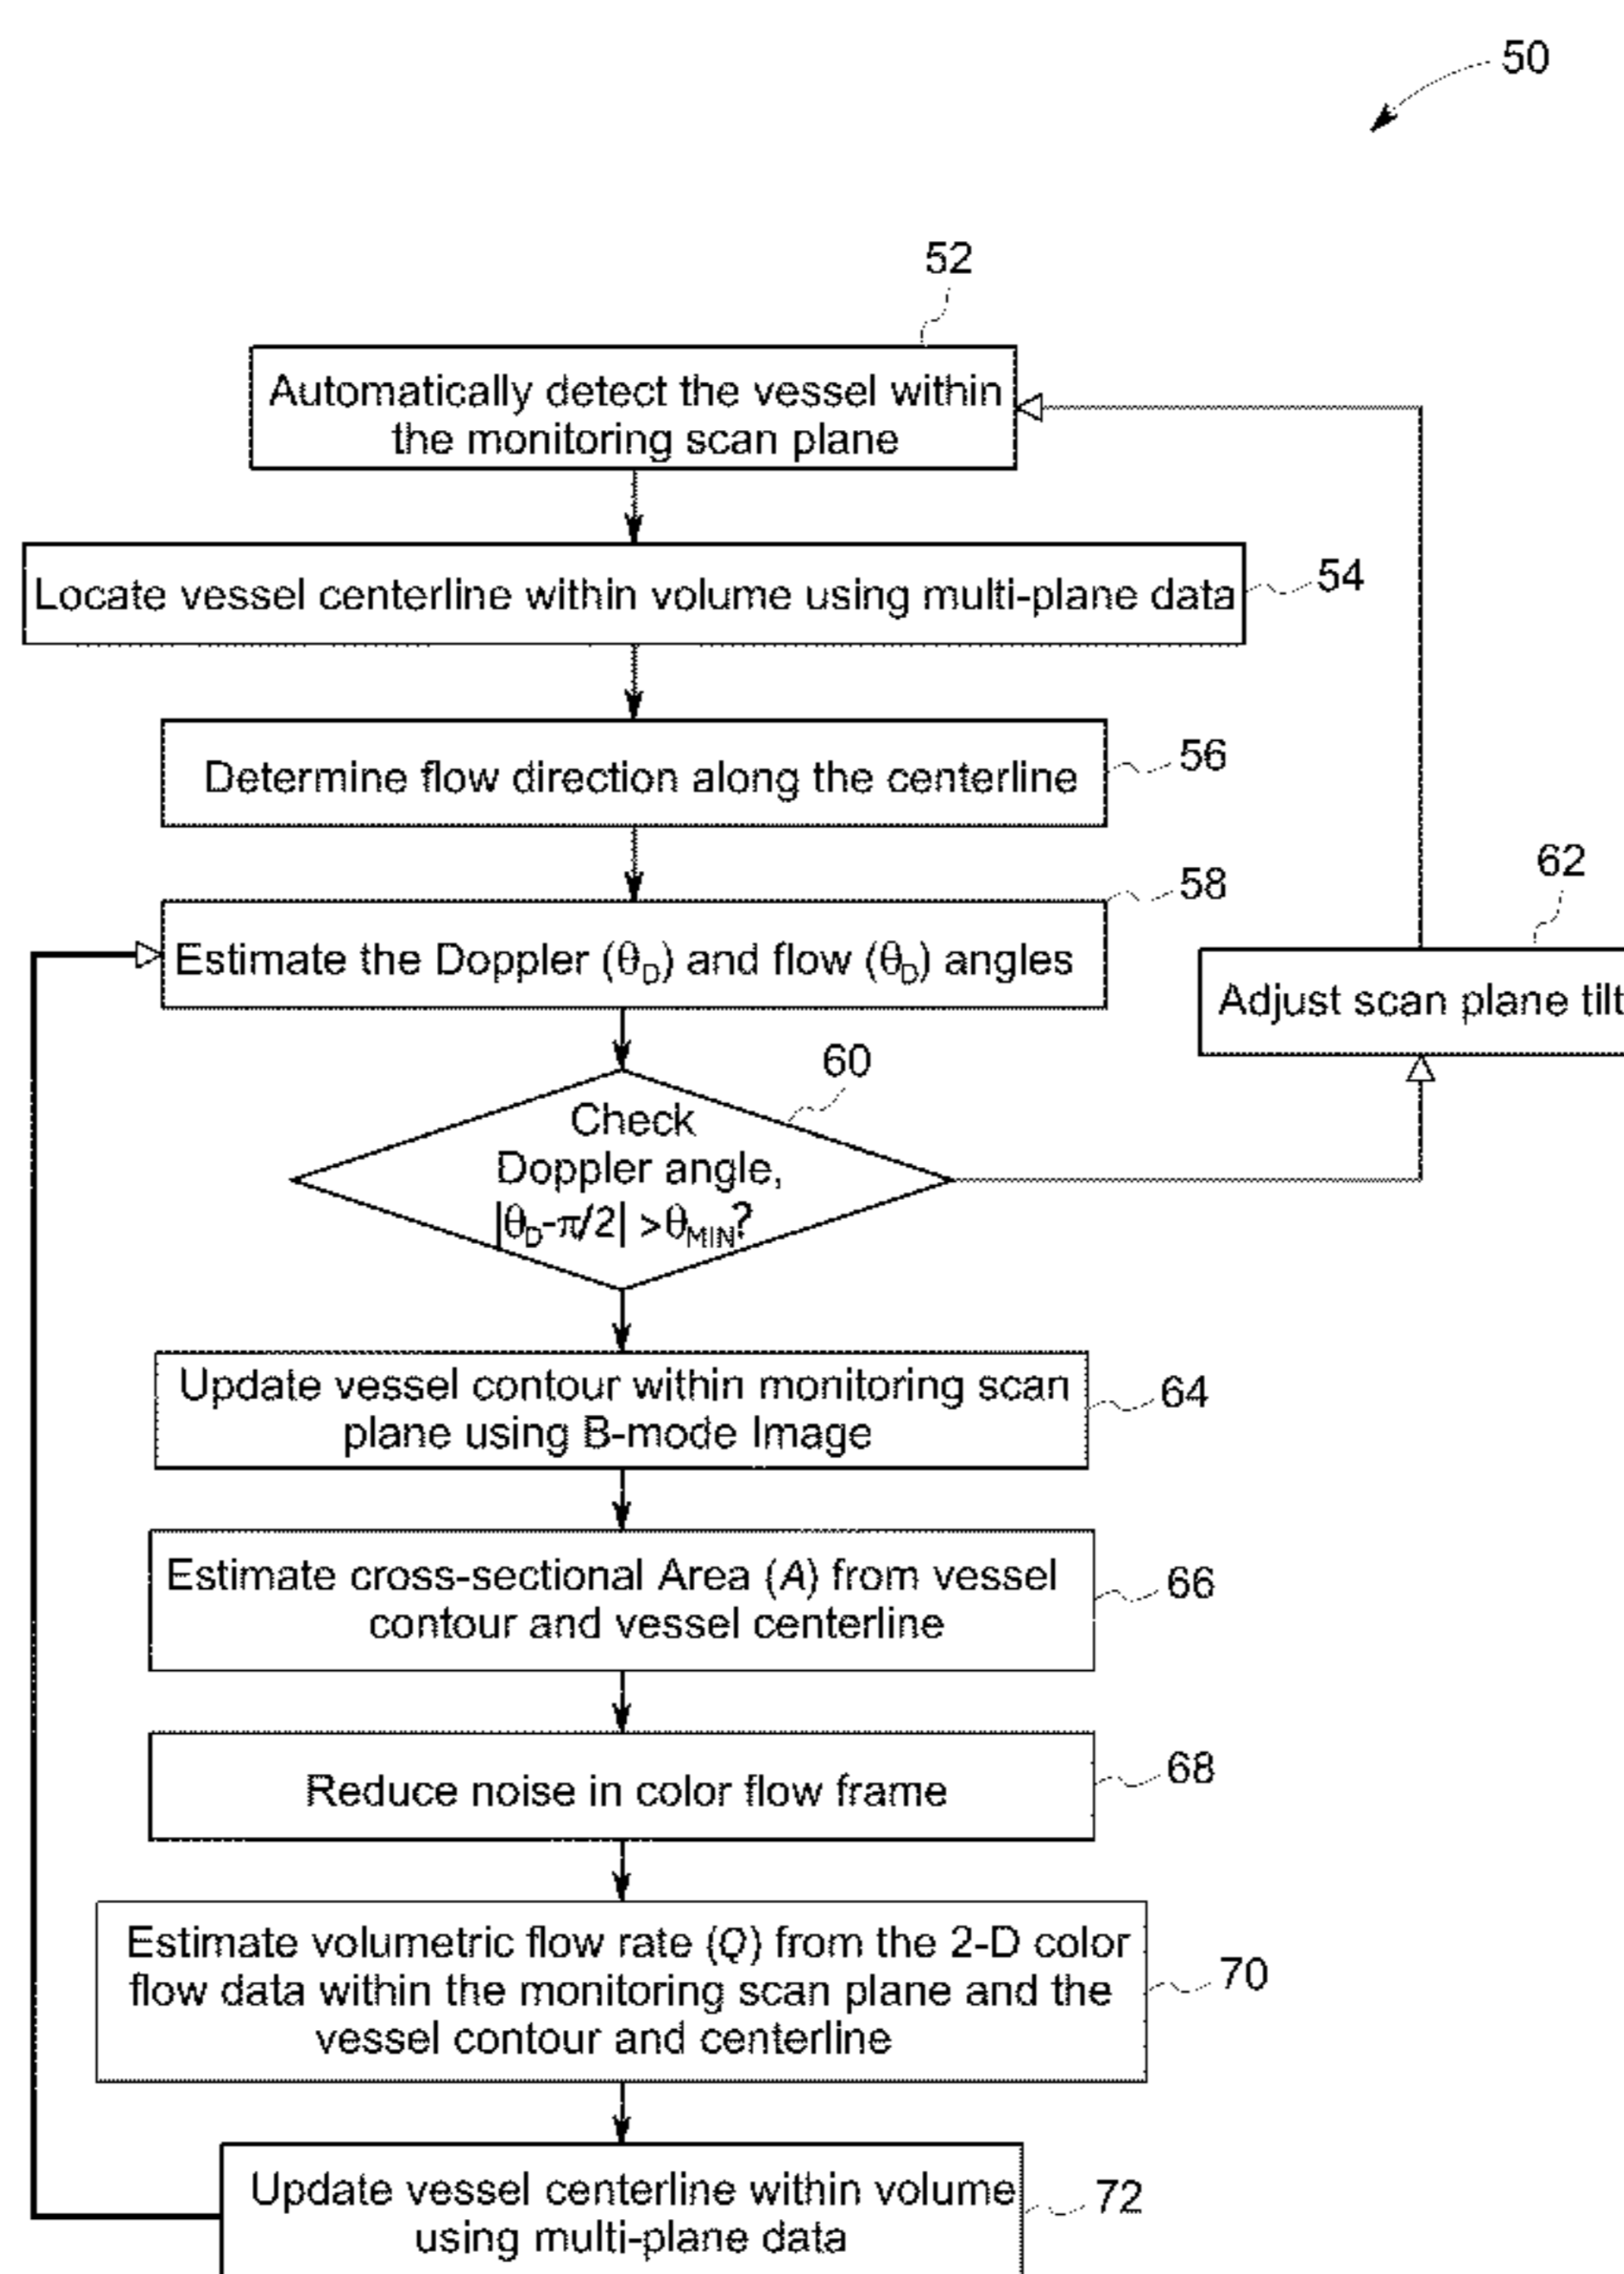 50
52
Automatically detect the vessel within
the monitoring scan plane
Locate vessel centerline within volume using multi-plane data
54
Determine flow direction along the centerline
56
58
Estimate the Doppler (θD) and flow (θD) angles
62
Adjust scan plane tilt
60
Check
Doppler angle,
|θD-π/2| >θMIN?
Update vessel contour within monitoring scan
plane using B-mode Image
64
Estimate cross-sectional Area (A) from vessel
contour and vessel centerline
66
Reduce noise in color flow frame
68
Estimate volumetric flow rate (Q) from the 2-D color
flow data within the monitoring scan plane and the
vessel contour and centerline
70
Update vessel centerline within volume
using multi-plane data
72